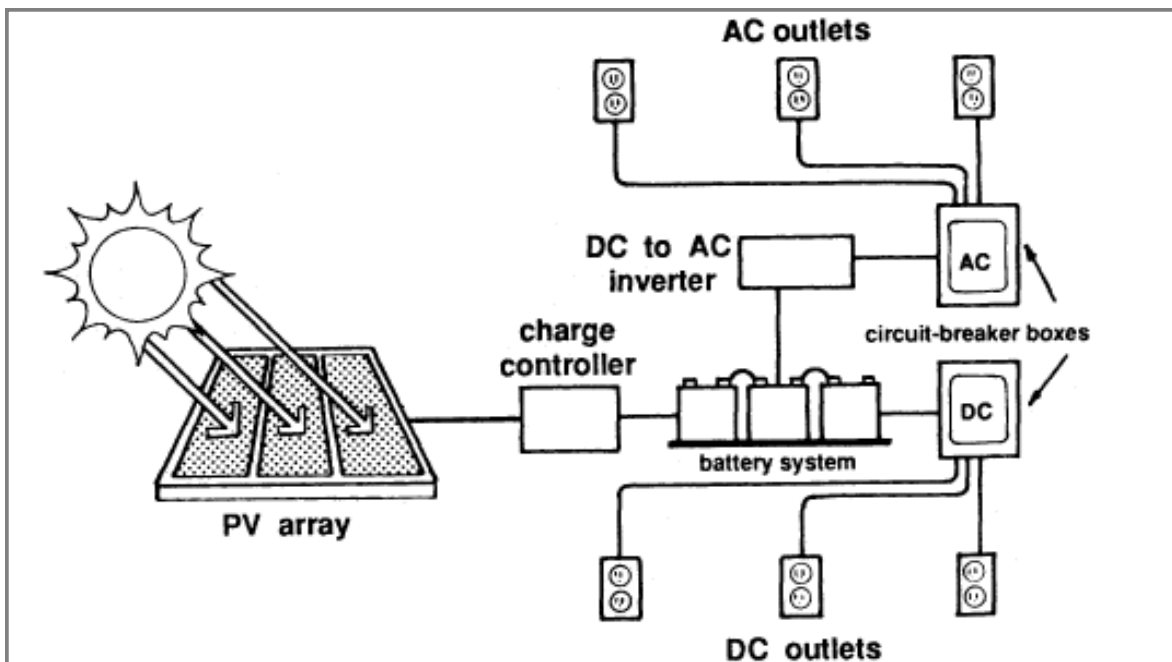 AC outlets
DC to AC
inverter
AC
circuit-breaker boxes
charge
controller
DC
battery system
PV array
DC outlets